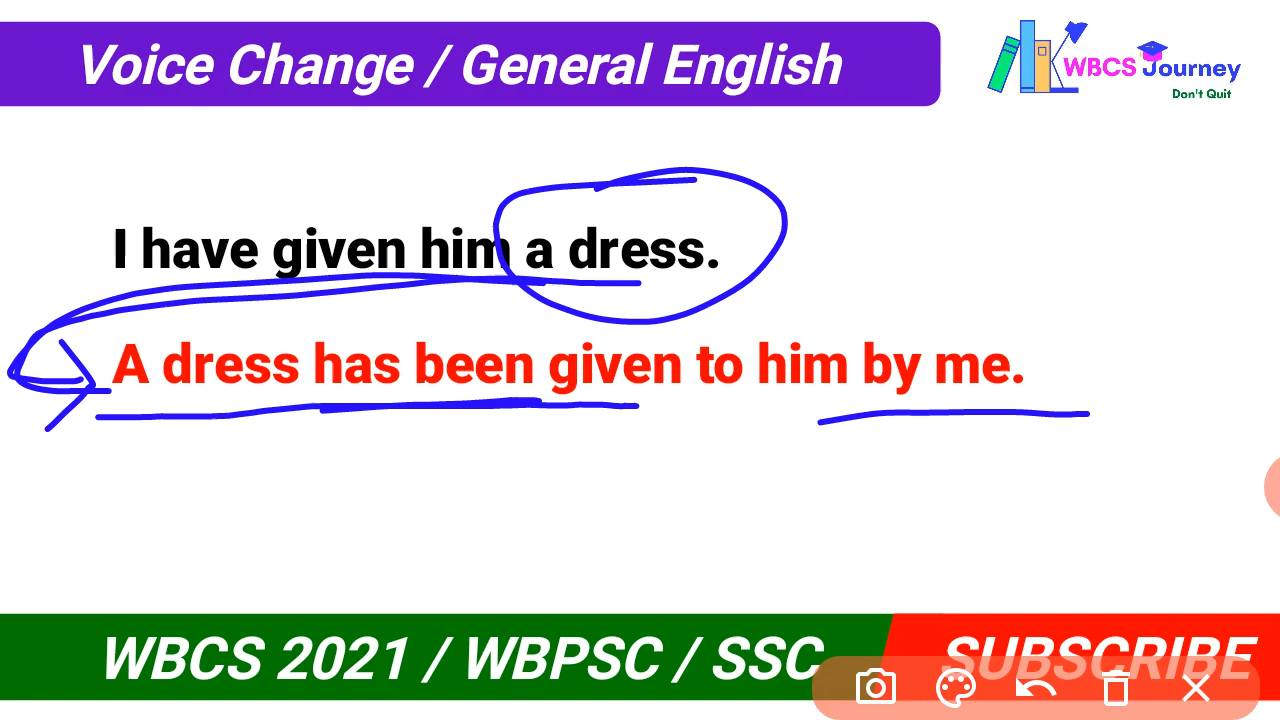 Voice Change / General English
WBCS Journey
Don't Quit
I have given him a dress.
A dress has been given to him by me.
WBCS 2021 / WBPSC / SSC
SUBSCRIBE